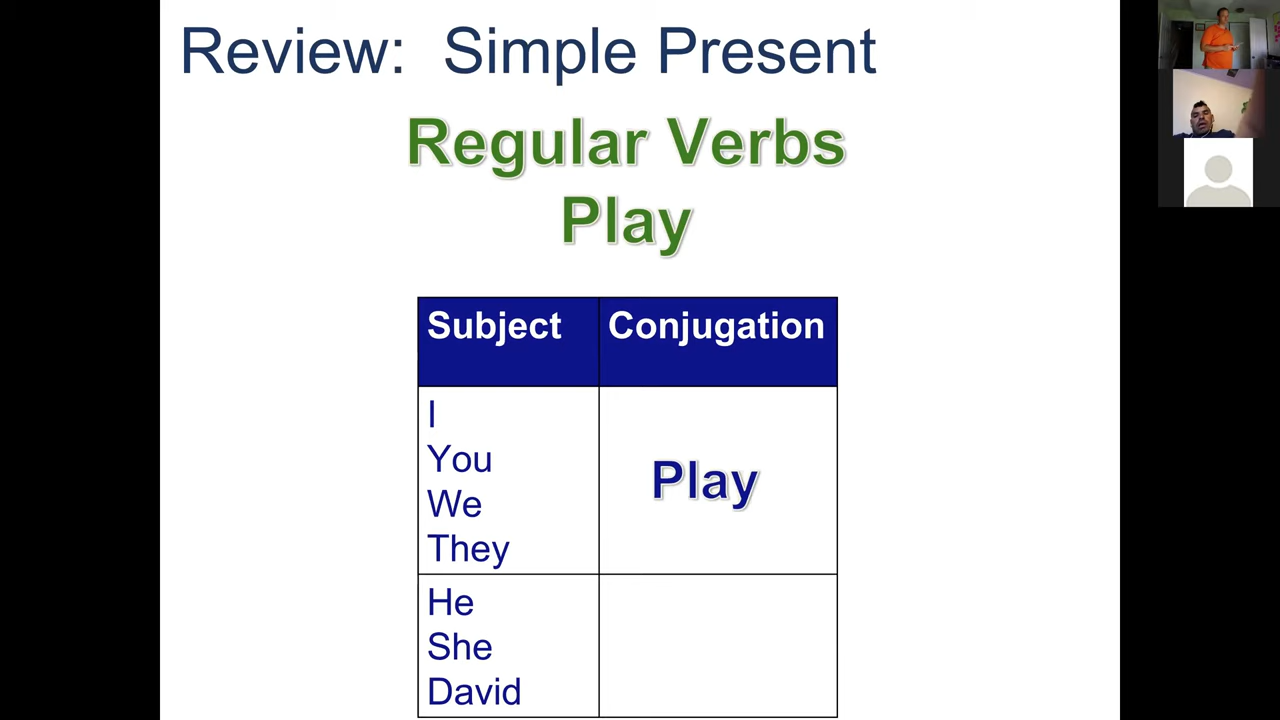 Review: Simple Present
Regular Verbs
Play
Subject Conjugation
I
You
We
They
Play
He
She
David